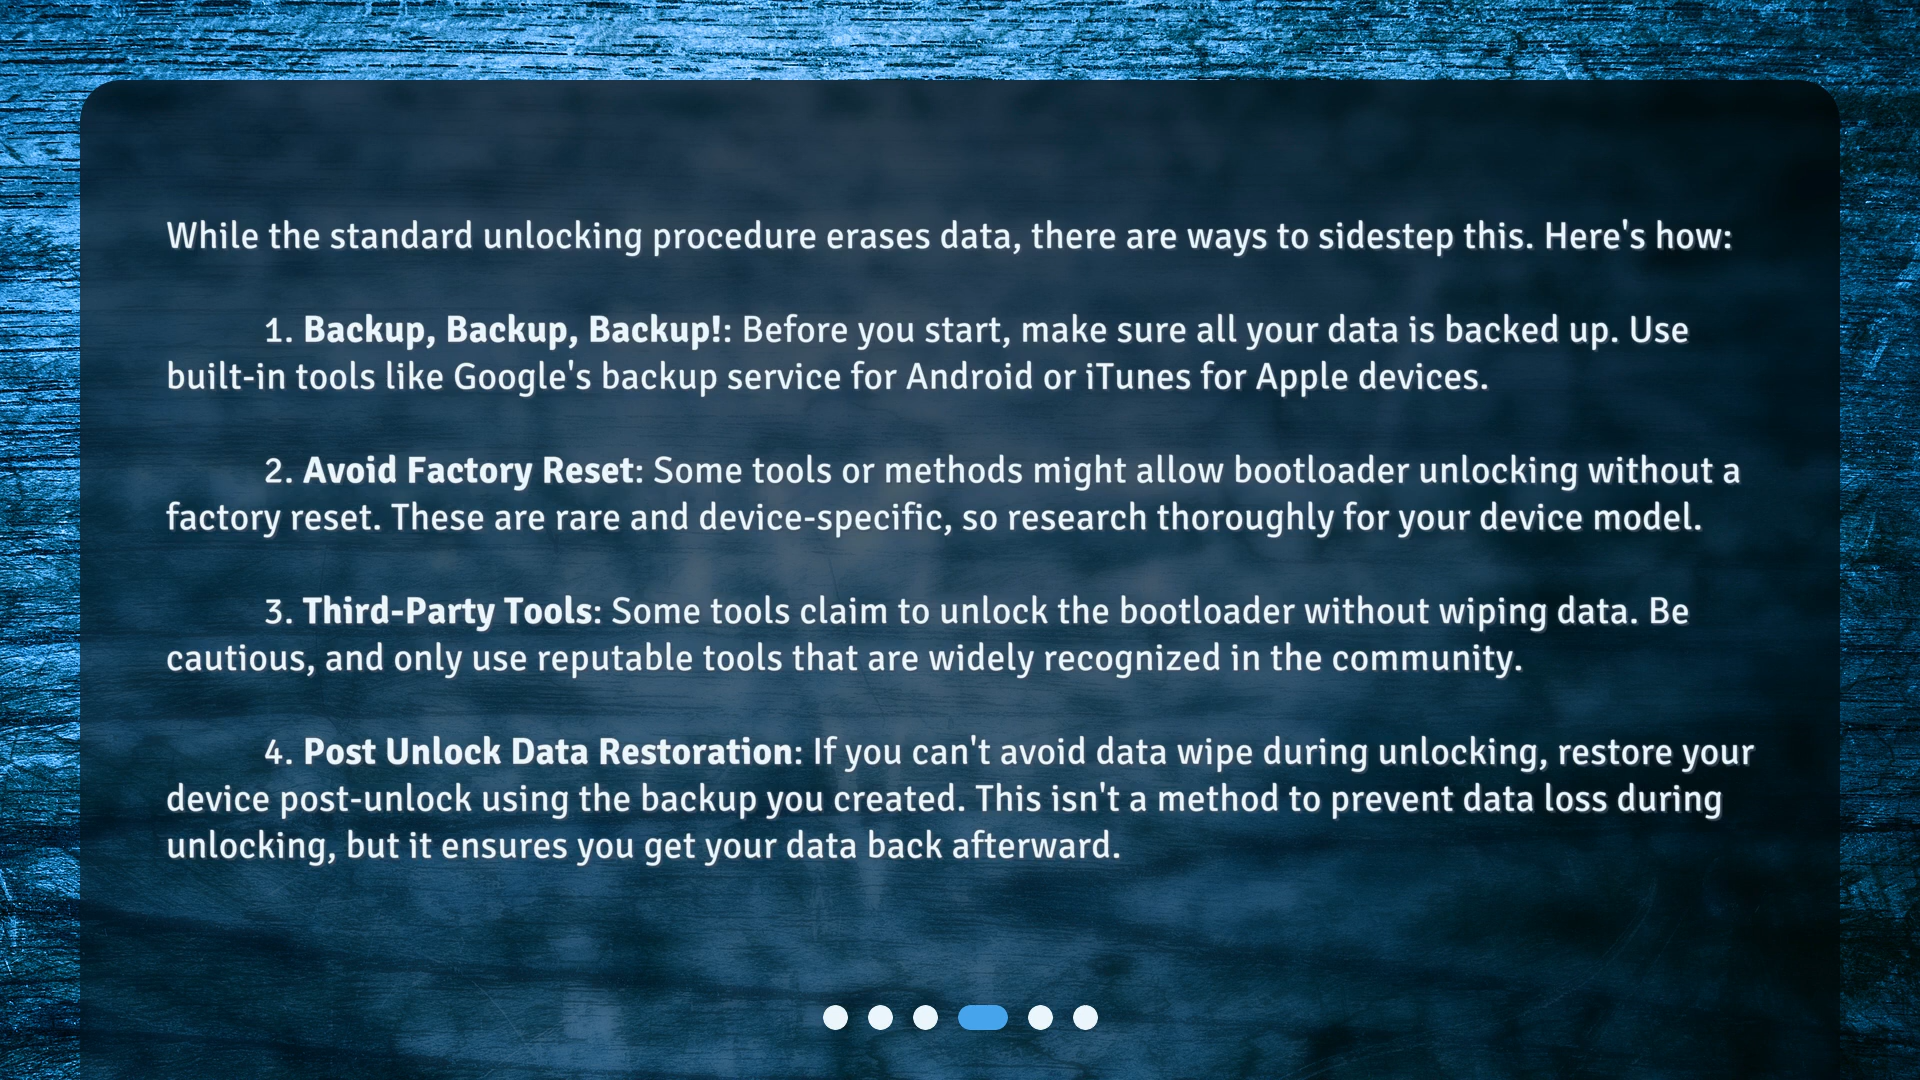 While the standard unlocking procedure erases data, there are ways to sidestep this. Here's how:
1. Backup, Backup, Backup!: Before you start, make sure all your data is backed up. Use
built-in tools like Google's backup service for Android or iTunes for Apple devices.
2. Avoid Factory Reset: Some tools or methods might allow bootloader unlocking without a
factory reset. These are rare and device-specific, so research thoroughly for your device model.
3. Third-Party Tools: Some tools claim to unlock the bootloader without wiping data. Be
cautious, and only use reputable tools that are widely recognized in the community.
4. Post Unlock Data Restoration: If you can't avoid data wipe during unlocking, restore your
device post-unlock using the backup you created. This isn't a method to prevent data loss during
unlocking, but it ensures you get your data back afterward.